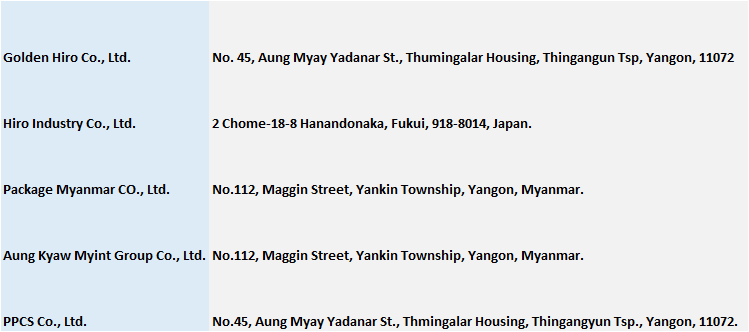 Golden Hiro Co., Ltd. No. 45, Aung Myay Yadanar St., Thumingalar Housing, Thingangun Tsp, Yangon, 11072
Hiro Industry Co., Ltd. 2 Chome-18-8 Hanandonaka, Fukui, 918-8014, Japan.
Package Myanmar CO., Ltd. No.112, Maggin Street, Yankin Township, Yangon, Myanmar.
Aung Kyaw Myint Group Co., Ltd. No.112, Maggin Street, Yankin Township, Yangon, Myanmar.
PPCS Co., Ltd. No.45, Aung Myay Yadanar St., Thmingalar Housing, Thingangyun Tsp., Yangon, 11072.